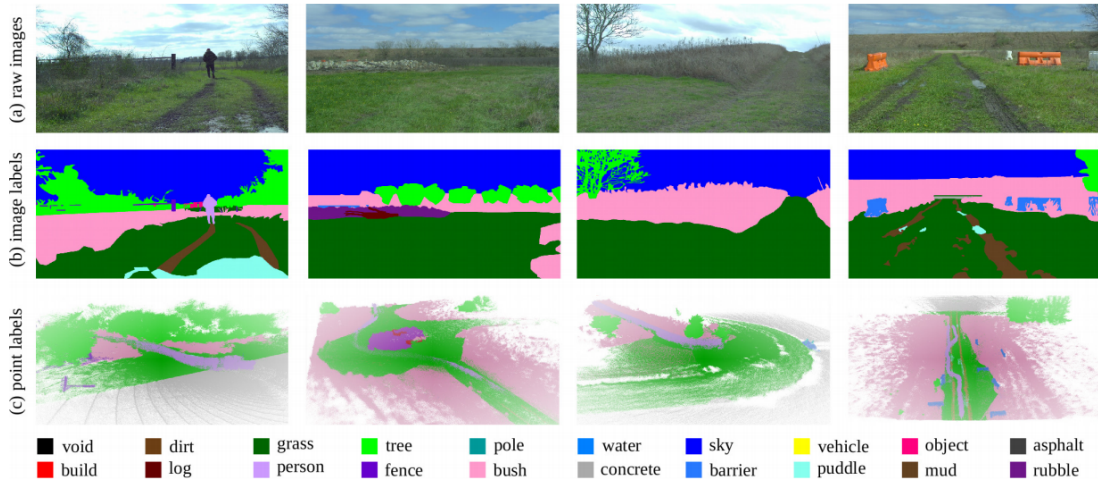 (a) raw images
(b) image labels
(c) point labels
void dirt grass tree pole water sky vehicle object asphalt
build log person fence bush concrete barrier puddle mud rubble